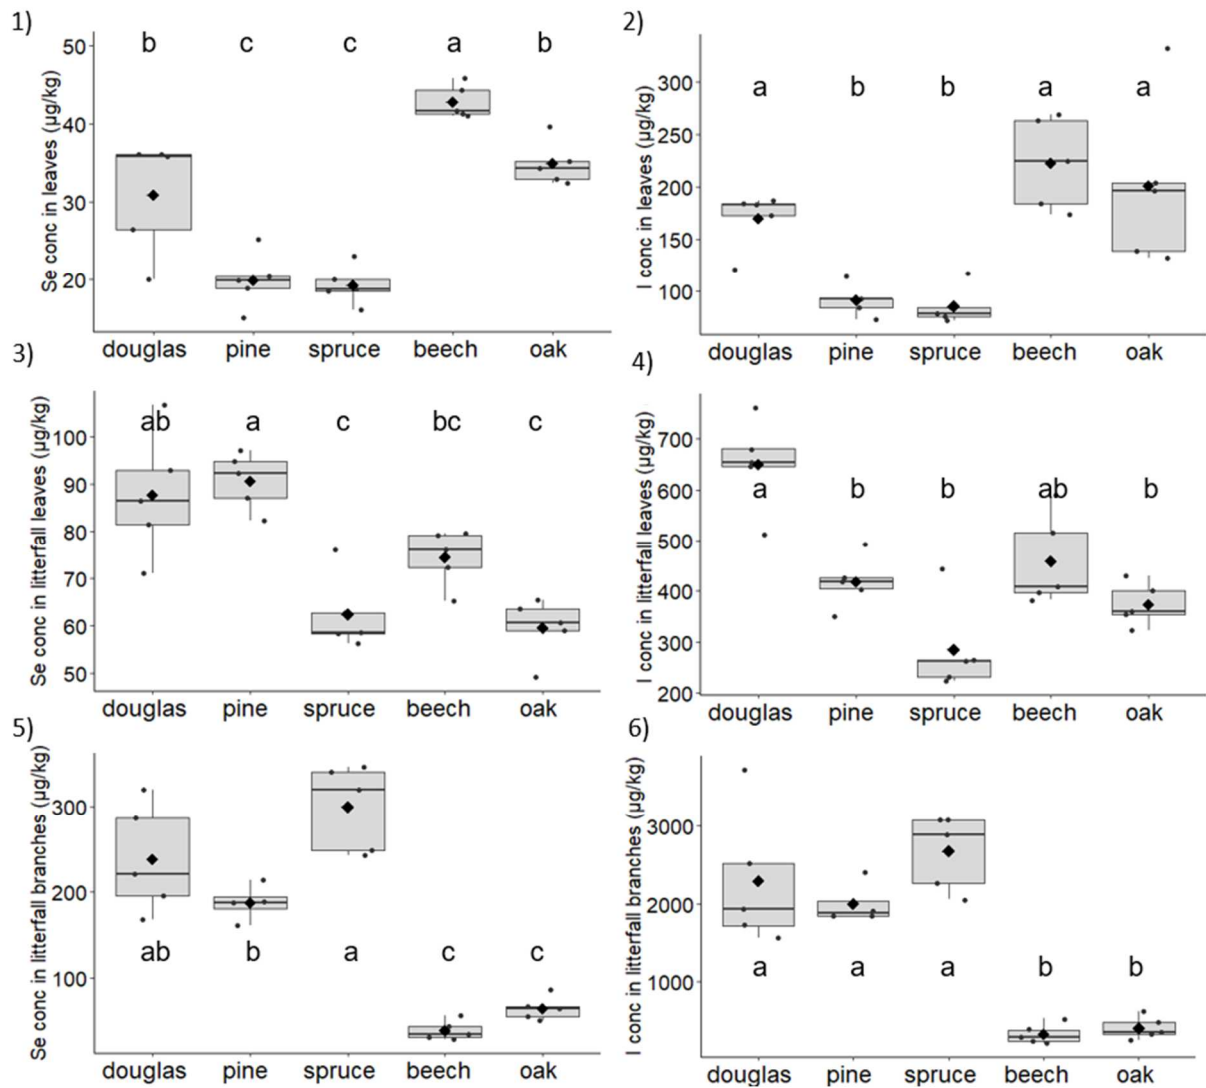 1)
Se conc in leaves (µg/kg)
50
40
30
20
b c c a b
douglas pine spruce beech oak
2)
I conc in leaves (µg/kg)
300
250
200
150
100
a b b a a
douglas pine spruce beech oak
3)
Se conc in litterfall leaves (µg/kg)
100
90
80
70
60
50
ab a c bc c
douglas pine spruce beech oak
4)
I conc in litterfall leaves (µg/kg)
700
600
500
400
300
200
a b b ab b
douglas pine spruce beech oak
5)
Se conc in litterfall branches (µg/kg)
300
200
100
ab b a c c
douglas pine spruce beech oak
6)
I conc in litterfall branches (µg/kg)
3000
2000
1000
a a a b b
douglas pine spruce beech oak